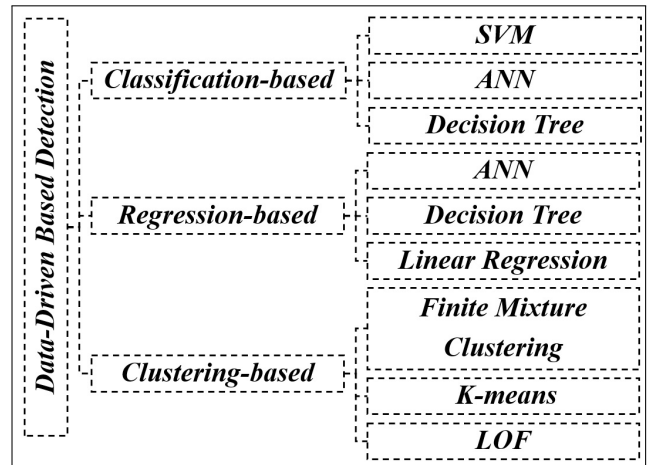 Data-Driven Based Detection
Classification-based
SVM
ANN
Decision Tree
Regression-based
ANN
Decision Tree
Linear Regression
Clustering-based
Finite Mixture
Clustering
K-means
LOF